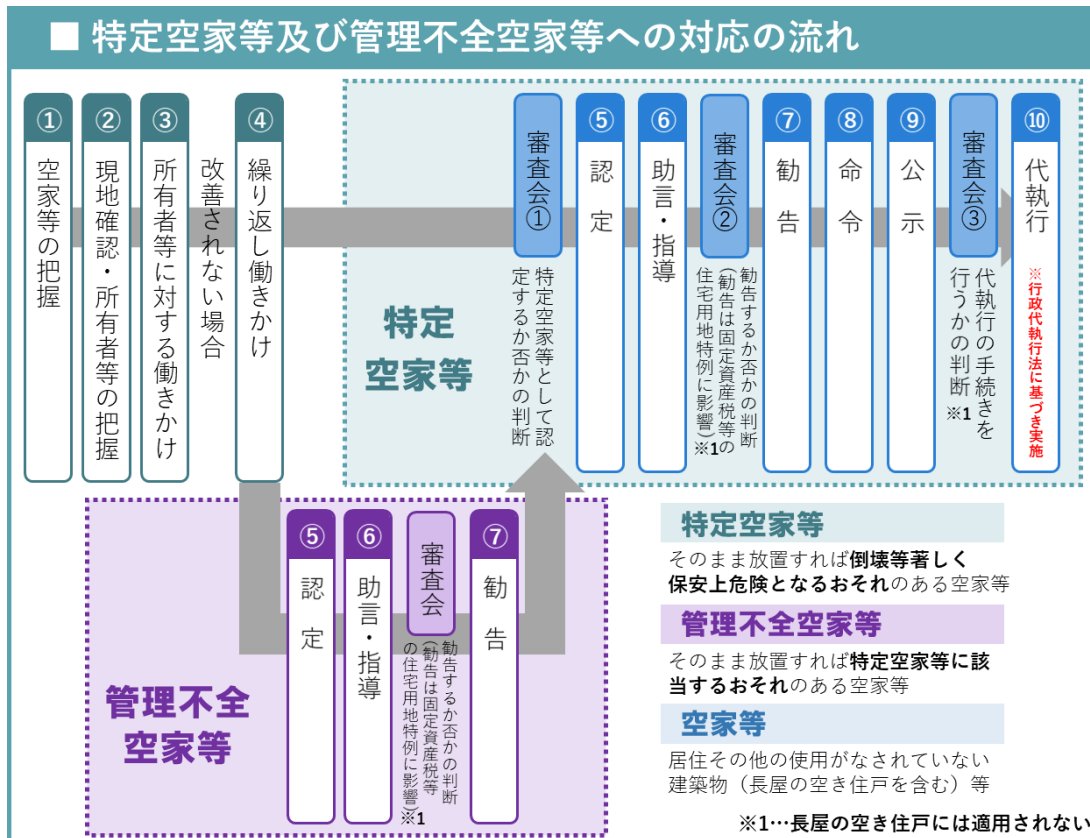 ■ 特定空家等及び管理不全空家等への対応の流れ
①
空家等の把握
②
現地確認・所有者等の把握
③
所有者等に対する働きかけ
改善されない場合
④
繰り返し働きかけ
特定
空家等
審査会①
特定空家等として認
定するか否かの判断
⑤
認定
⑥
助言・指導
審査会②
勧告するか否かの判断
(勧告は固定資産税等の
住宅用地特例に影響)※1
⑦
勧告
⑧
命令
⑨
公示
審査会③
代執行の手続きを
行うかの判断 ※1
⑩
代執行
※行政代執行法に基づき実施
管理不全
空家等
⑤
認定
⑥
助言・指導
審査会
勧告するか否かの判断
(勧告は固定資産税等
の住宅用地特例に影響)※1
⑦
勧告
特定空家等
そのまま放置すれば倒壊等著しく
保安上危険となるおそれのある空家等
管理不全空家等
そのまま放置すれば特定空家等に該
当するおそれのある空家等
空家等
居住その他の使用がなされていない
建築物（長屋の空き住戸を含む）等
※1…長屋の空き住戸には適用されない